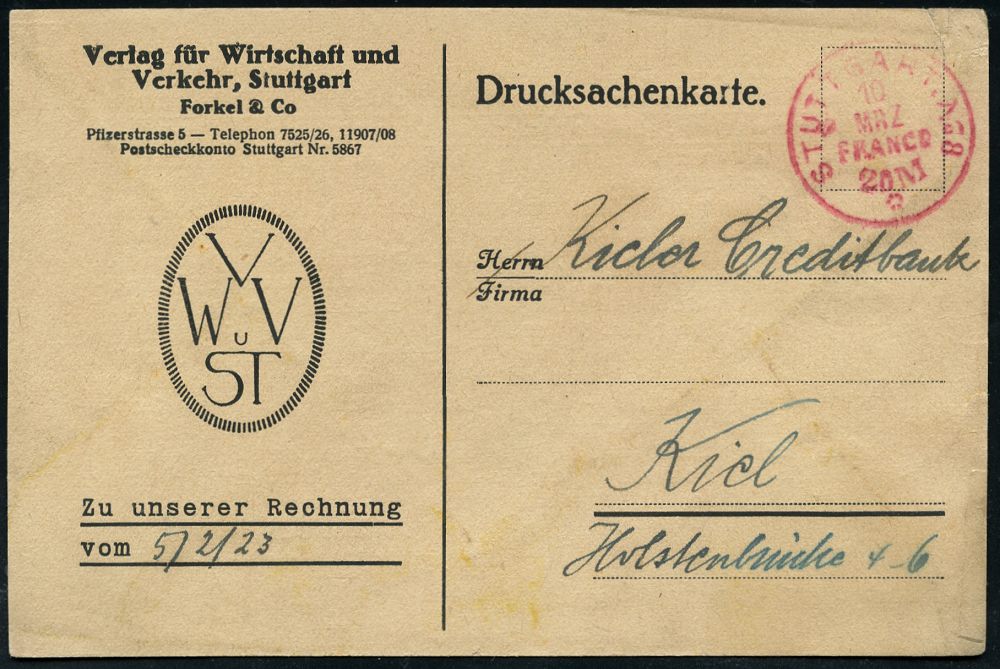 Verlag für Wirtschaft und
Verkehr, Stuttgart
Forkel & Co
Pfizerstrasse 5 — Telephon 7525/26, 11907/08
Postscheckkonto Stuttgart Nr. 5867
V
W V
U
ST
Zu unserer Rechnung
vom 5/2/23
Drucksachenkarte.
STUTTGART No8
10
MRZ
FRANCO
20M
Herrn Kieler Creditbank
Firma
Kiel
Holstenbrücke 4-6